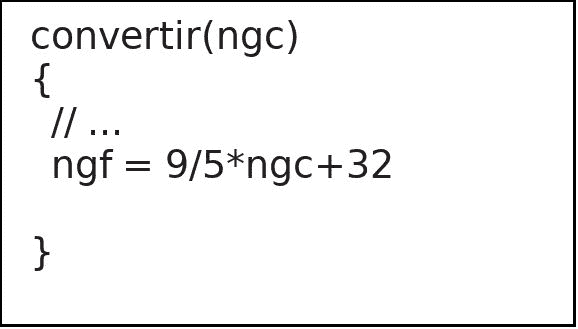 convertir(ngc)
{
// ...
ngf = 9/5*ngc+32
}